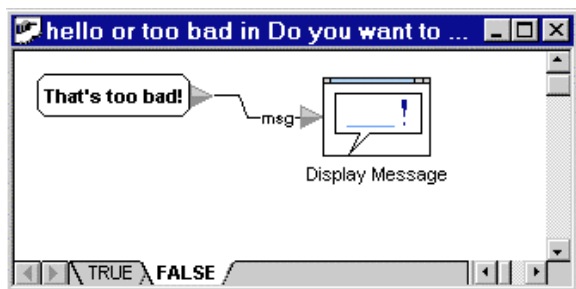 hello or too bad in Do you want to ...
That's too bad!
msg
!
Display Message
TRUE
FALSE